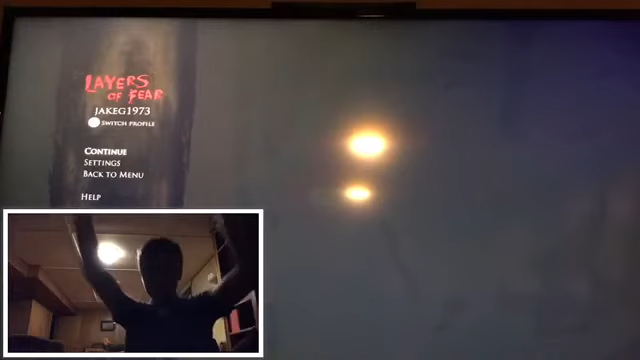 LAYERS
OF FEAR
JAKEG1973
SWITCH PROFILE
CONTINUE
SETTINGS
BACK TO MENU
HELP